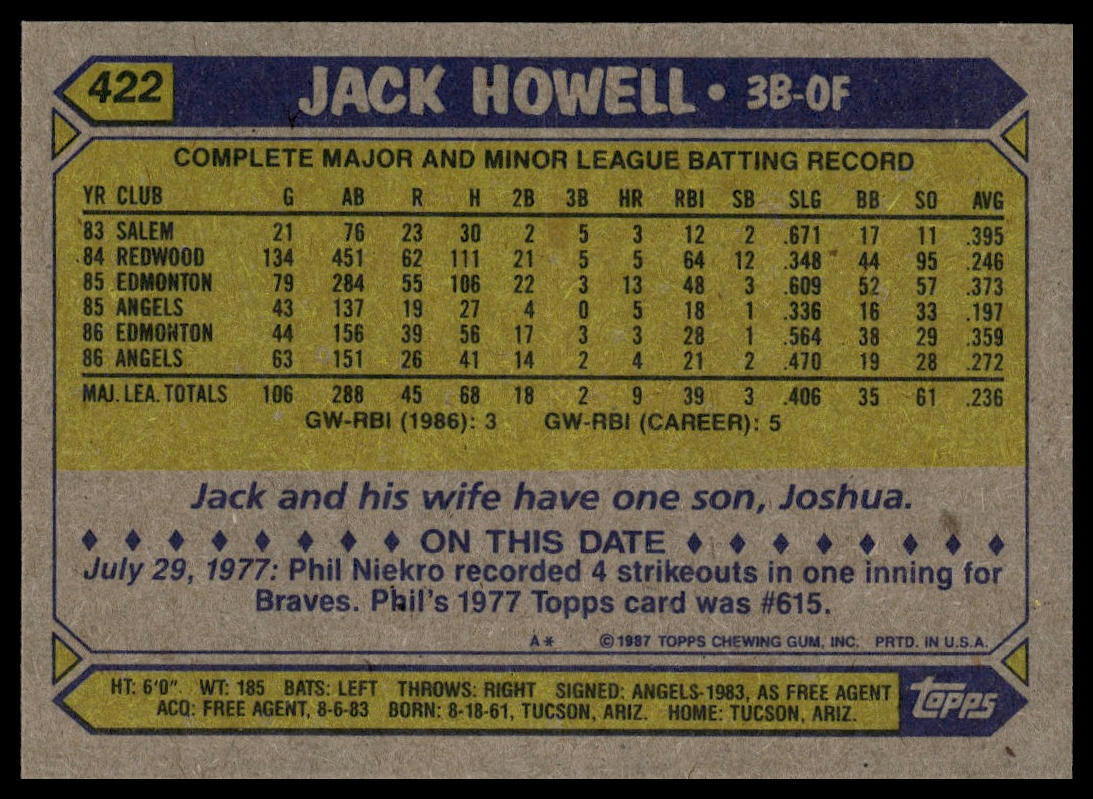 422 JACK HOWELL • 3B-OF
COMPLETE MAJOR AND MINOR LEAGUE BATTING RECORD
YR CLUB G AB R H 2B 3B HR RBI SB SLG BB SO AVG
83 SALEM 21 76 23 30 2 5 3 12 2 .671 17 11 .395
84 REDWOOD 134 451 62 111 21 5 5 64 12 .348 44 95 .246
85 EDMONTON 79 284 55 106 22 3 13 48 3 .609 52 57 .373
85 ANGELS 43 137 19 27 4 0 5 18 1 .336 16 33 .197
86 EDMONTON 44 156 39 56 17 3 3 28 1 .564 38 29 .359
86 ANGELS 63 151 26 41 14 2 4 21 2 .470 19 28 .272
MAJ. LEA. TOTALS 106 288 45 68 18 2 9 39 3 .406 35 61 .236
GW-RBI (1986): 3 GW-RBI (CAREER): 5
Jack and his wife have one son, Joshua.
♦ ♦ ♦ ♦ ♦ ♦ ♦ ♦ ON THIS DATE ♦ ♦ ♦ ♦ ♦ ♦ ♦ ♦
July 29, 1977: Phil Niekro recorded 4 strikeouts in one inning for
Braves. Phil's 1977 Topps card was #615.
A* ©1987 TOPPS CHEWING GUM, INC. PRTD. IN U.S.A.
HT: 6'0". WT: 185 BATS: LEFT THROWS: RIGHT SIGNED: ANGELS-1983, AS FREE AGENT
ACQ: FREE AGENT, 8-6-83 BORN: 8-18-61, TUCSON, ARIZ. HOME: TUCSON, ARIZ.
topps